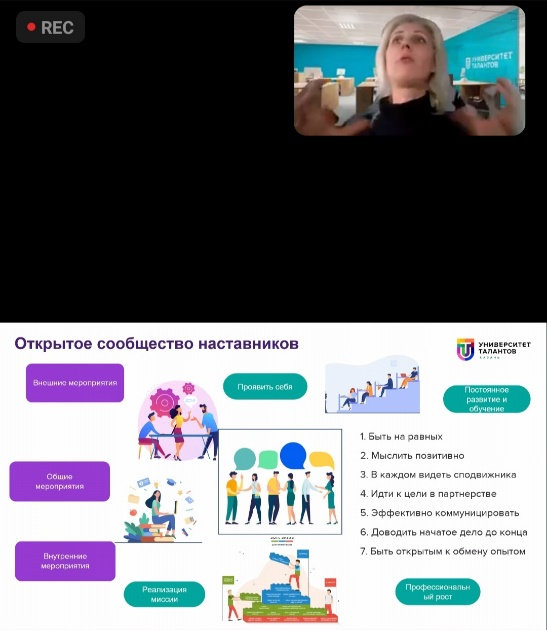 REC
УНИВЕРСИТЕТ
ТАЛАНТОВ
Открытое сообщество наставников
УНИВЕРСИТЕТ
ТАЛАНТОВ
Внешние мероприятия
Проявить себя
Постоянное
развитие и
обучение
Общие
мероприятия
1. Быть на равных
2. Мыслить позитивно
3. В каждом видеть сподвижника
4. Идти к цели в партнерстве
5. Эффективно коммуницировать
6. Доводить начатое дело до конца
7. Быть открытым к обмену опытом
Внутренние
мероприятия
Реализация
миссии
Профессиональн
ый рост